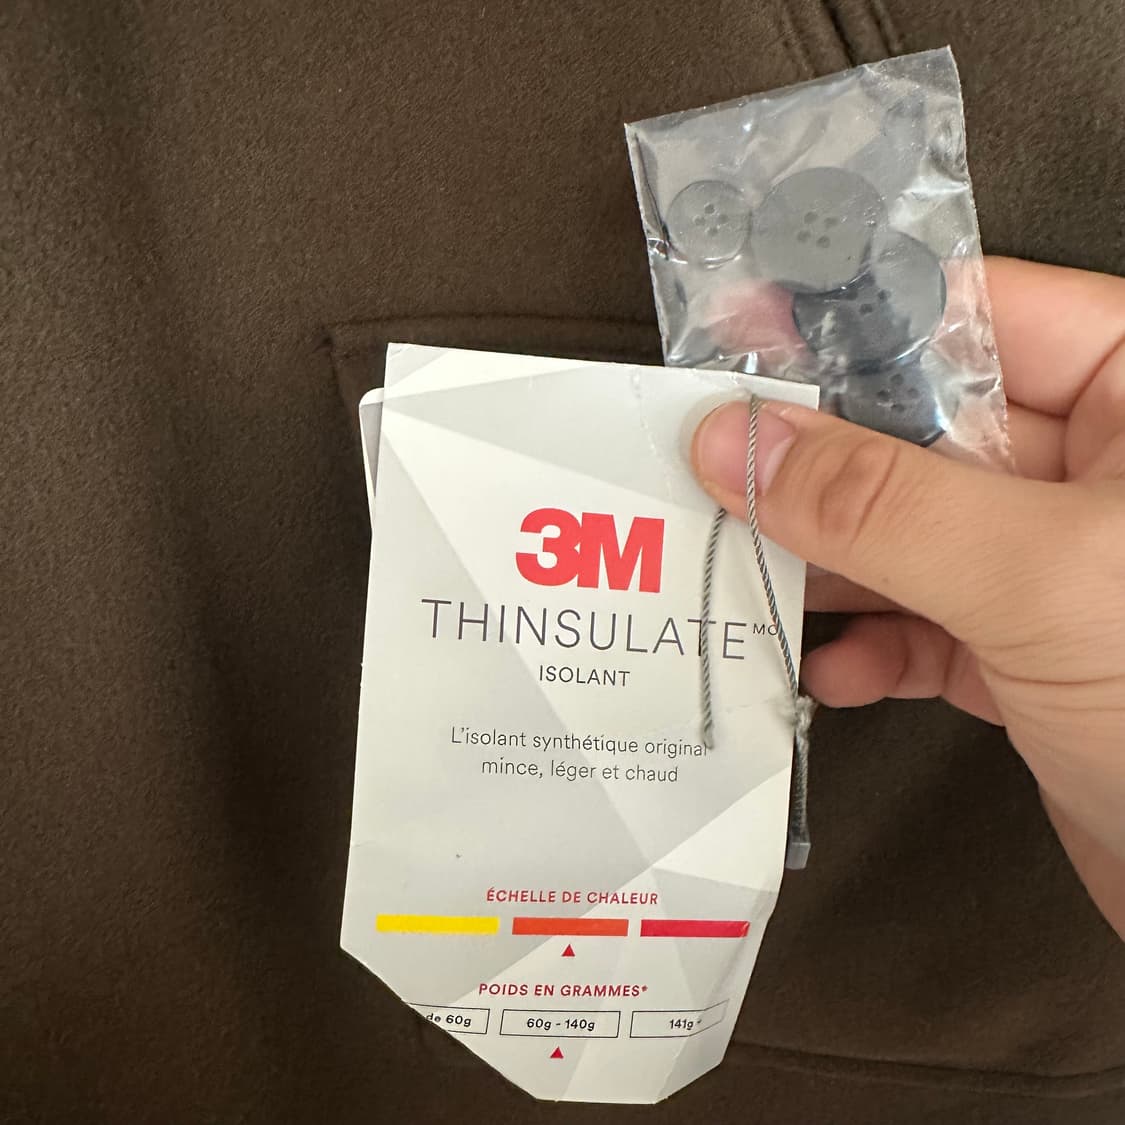 3M
THINSULATE MC
ISOLANT
L'isolant synthétique original
mince, léger et chaud
ÉCHELLE DE CHALEUR
POIDS EN GRAMMES*
de 60g
60g - 140g
141g +